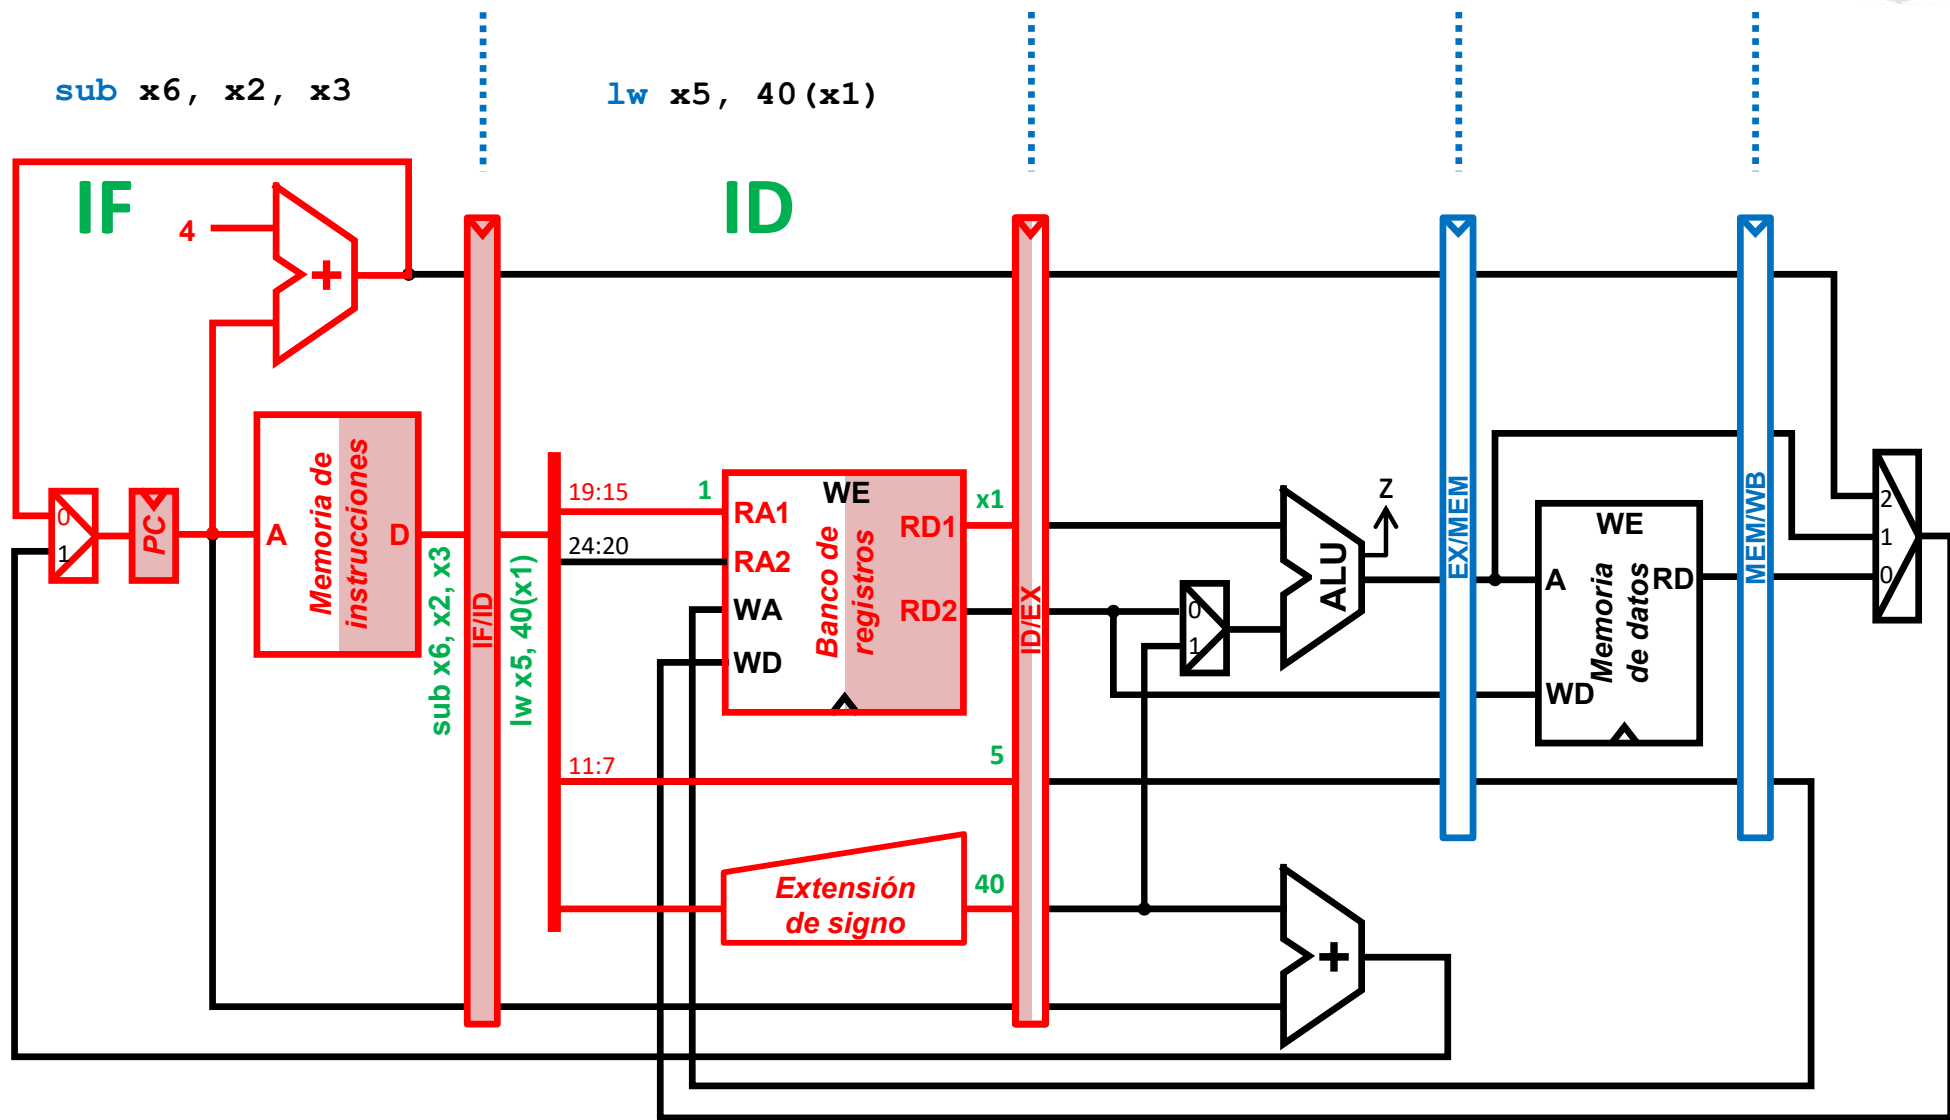 sub x6, x2, x3
lw x5, 40(x1)
IF
ID
4
+
0
1
PC
A
D
Memoria de
instrucciones
sub x6, x2, x3
IF/ID
lw x5, 40(x1)
19:15
1
24:20
RA1
RA2
WA
WD
WE
Banco de
registros
RD1
RD2
x1
ID/EX
11:7
5
Extensión
de signo
40
0
1
ALU
Z
+
EX/MEM
A
WE
RD
WD
Memoria
de datos
MEM/WB
2
1
0